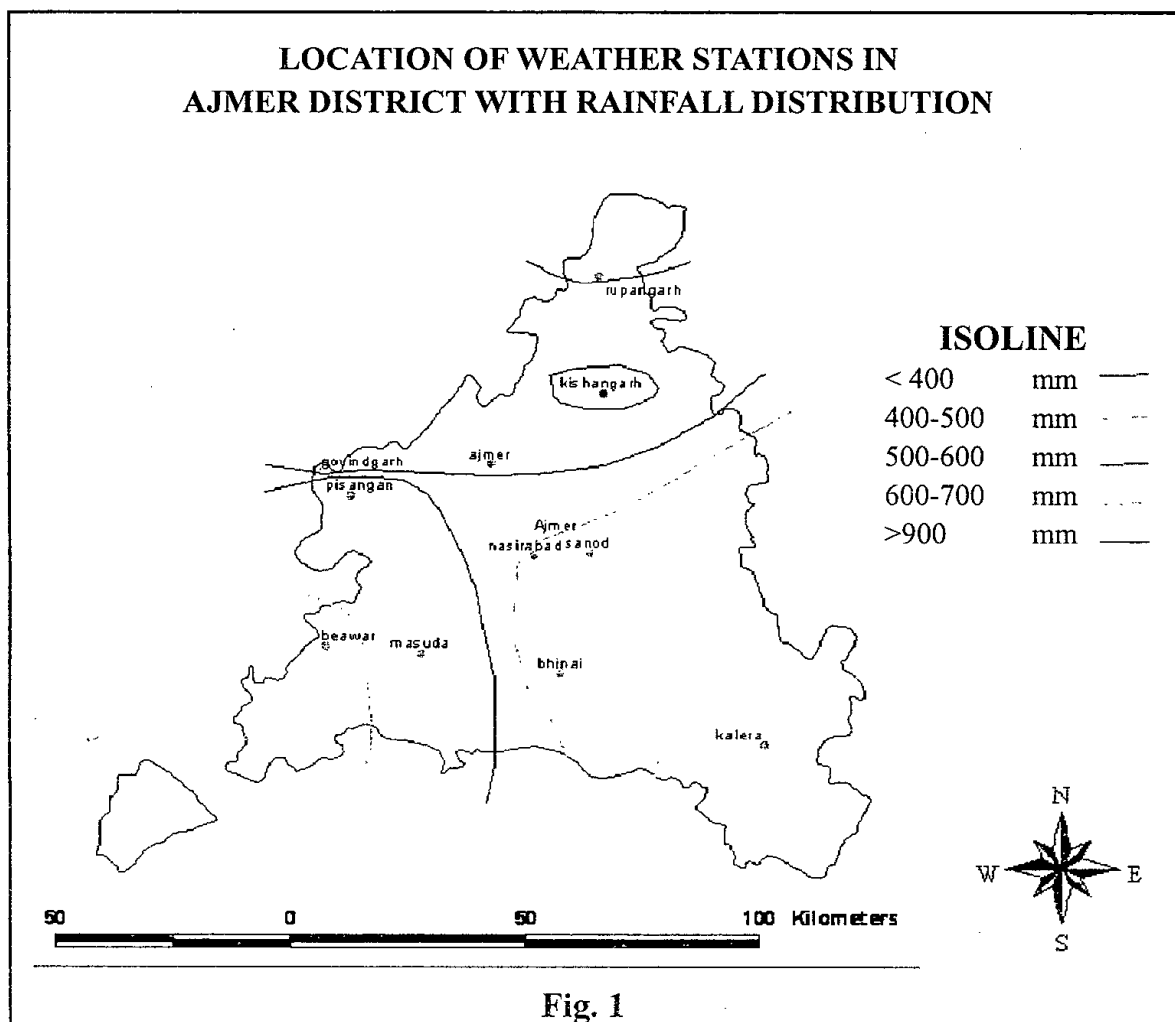 LOCATION OF WEATHER STATIONS IN
AJMER DISTRICT WITH RAINFALL DISTRIBUTION
rupangarh
kishangarh
govindgarh
ajmer
pisangan
Ajmer
nasirabad sanod
beawar
masuda
bhinai
kalera
ISOLINE
< 400 mm
400-500 mm
500-600 mm
600-700 mm
>900 mm
N
W E
S
50 0 50 100 Kilometers
Fig. 1